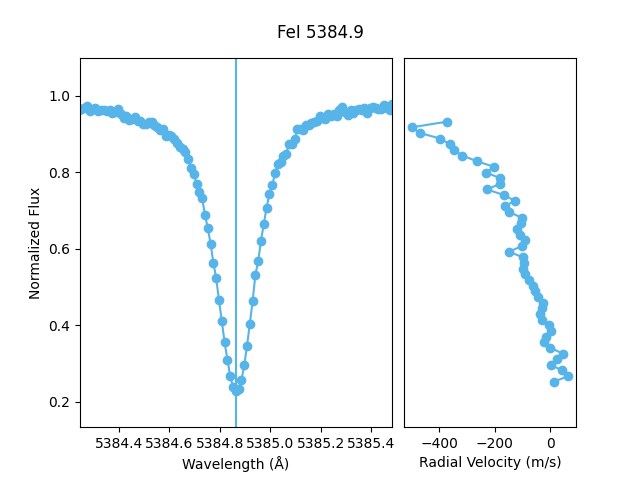 FeI 5384.9
Normalized Flux
1.0
0.8
0.6
0.4
0.2
5384.4 5384.6 5384.8 5385.0 5385.2 5385.4
Wavelength (Å)
−400 −200 0
Radial Velocity (m/s)